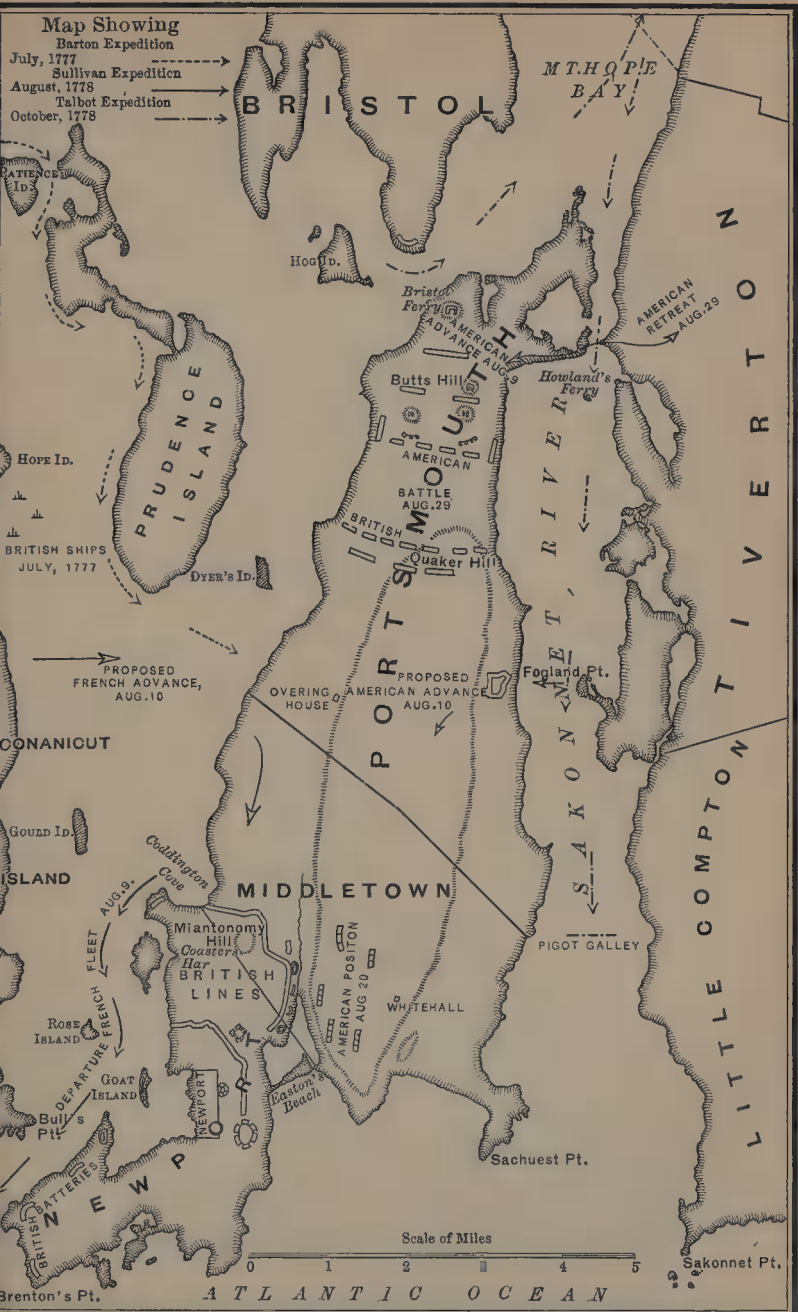 Map Showing
Barton Expedition
July, 1777
Sullivan Expedition
August, 1778
Talbot Expedition
October, 1778
BRISTOL
MT. HOPE
BAY
PATIENCE
ID.
HOG ID.
Bristol
Ferry
AMERICAN
ADVANCE AUG. 9
AMERICAN
RETREAT
AUG. 29
Butts Hill
Howland's
Ferry
PRUDENCE
ISLAND
HOPE ID.
AMERICAN
BATTLE
AUG. 29
BRITISH
Quaker Hill
BRITISH SHIPS
JULY, 1777
DYER'S ID.
PORTSMOUTH
SAKONNET, RIVER
TIVERTON
PROPOSED
FRENCH ADVANCE,
AUG. 10
OVERING
HOUSE
PROPOSED
AMERICAN ADVANCE
AUG. 10
Fogland Pt.
CONANICUT
ISLAND
GOULD ID.
Coddington
Cove
MIDDLETOWN
LITTLE COMPTON
DEPARTURE FRENCH FLEET AUG. 9.
Miantonomy
Hill
Coasters
Har
BRITISH
LINES
AMERICAN POSITON
AUG 20
PIGOT GALLEY
WHITEHALL
ROSE
ISLAND
GOAT
ISLAND
NEWPORT
Easton's
Beach
Bull's
Pt.
BRITISH BATTERIES
NEWPORT
Sachuest Pt.
Scale of Miles
0 1 2 3 4 5
Sakonnet Pt.
Brenton's Pt.
ATLANTIC OCEAN